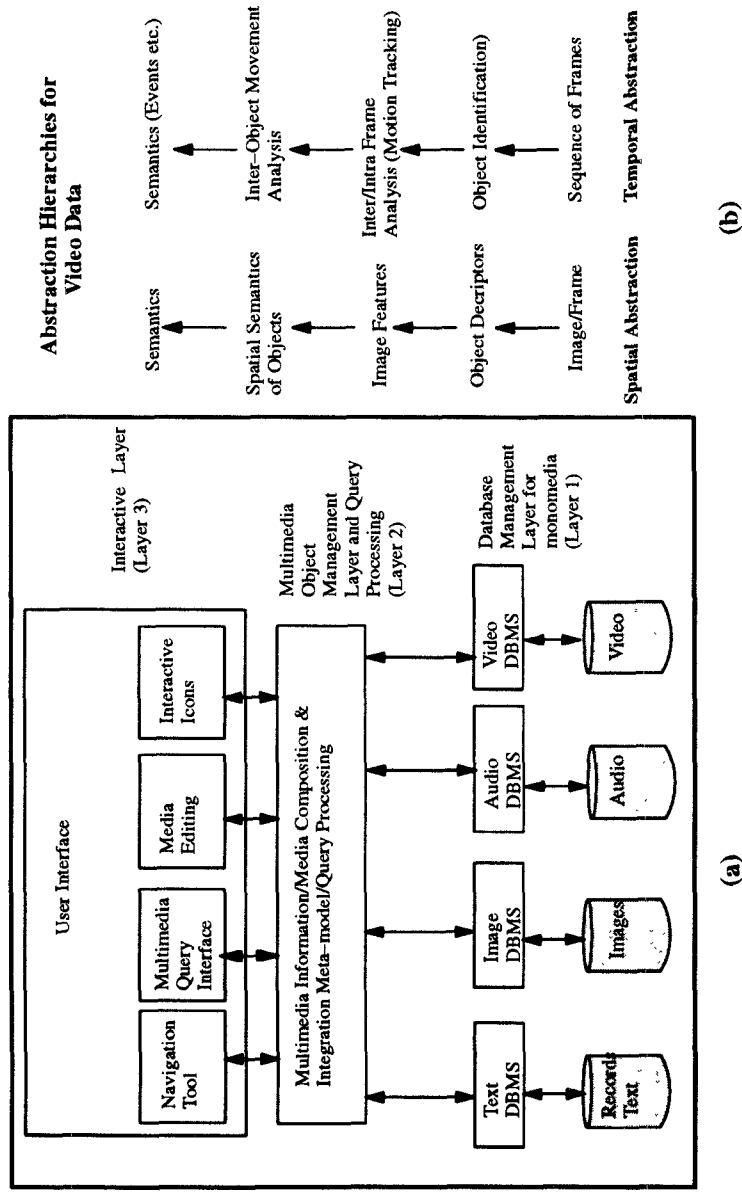 User Interface
Navigation
Tool
Multimedia
Query
Interface
Media
Editing
Interactive
Icons
Interactive Layer
(Layer 3)
Multimedia Information/Media Composition &
Integration Meta-model/Query Processing
Multimedia
Object
Management
Layer and Query
Processing
(Layer 2)
Text
DBMS
Image
DBMS
Audio
DBMS
Video
DBMS
Database
Management
Layer for
monomedia
(Layer 1)
Records
Text
Images
Audio
Video
(a)
Abstraction Hierarchies for
Video Data
Semantics
Spatial Semantics
of Objects
Image Features
Object Decriptors
Image/Frame
Spatial Abstraction
Semantics (Events etc.)
Inter-Object Movement
Analysis
Inter/Intra Frame
Analysis (Motion Tracking)
Object Identification)
Sequence of Frames
Temporal Abstraction
(b)